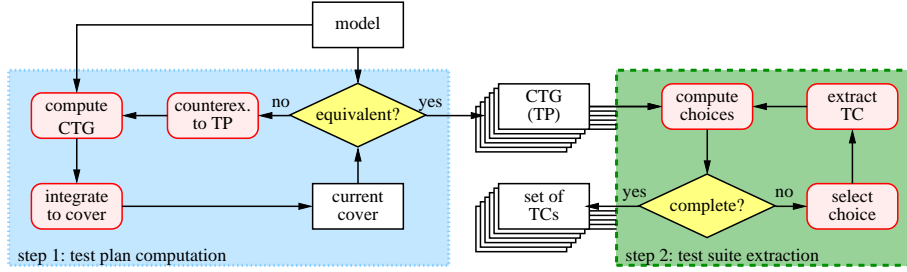 model
compute
CTG
counterex.
to TP
no
equivalent?
yes
CTG
(TP)
compute
choices
extract
TC
integrate
to cover
current
cover
set of
TCs
yes
complete?
no
select
choice
step 1: test plan computation
step 2: test suite extraction